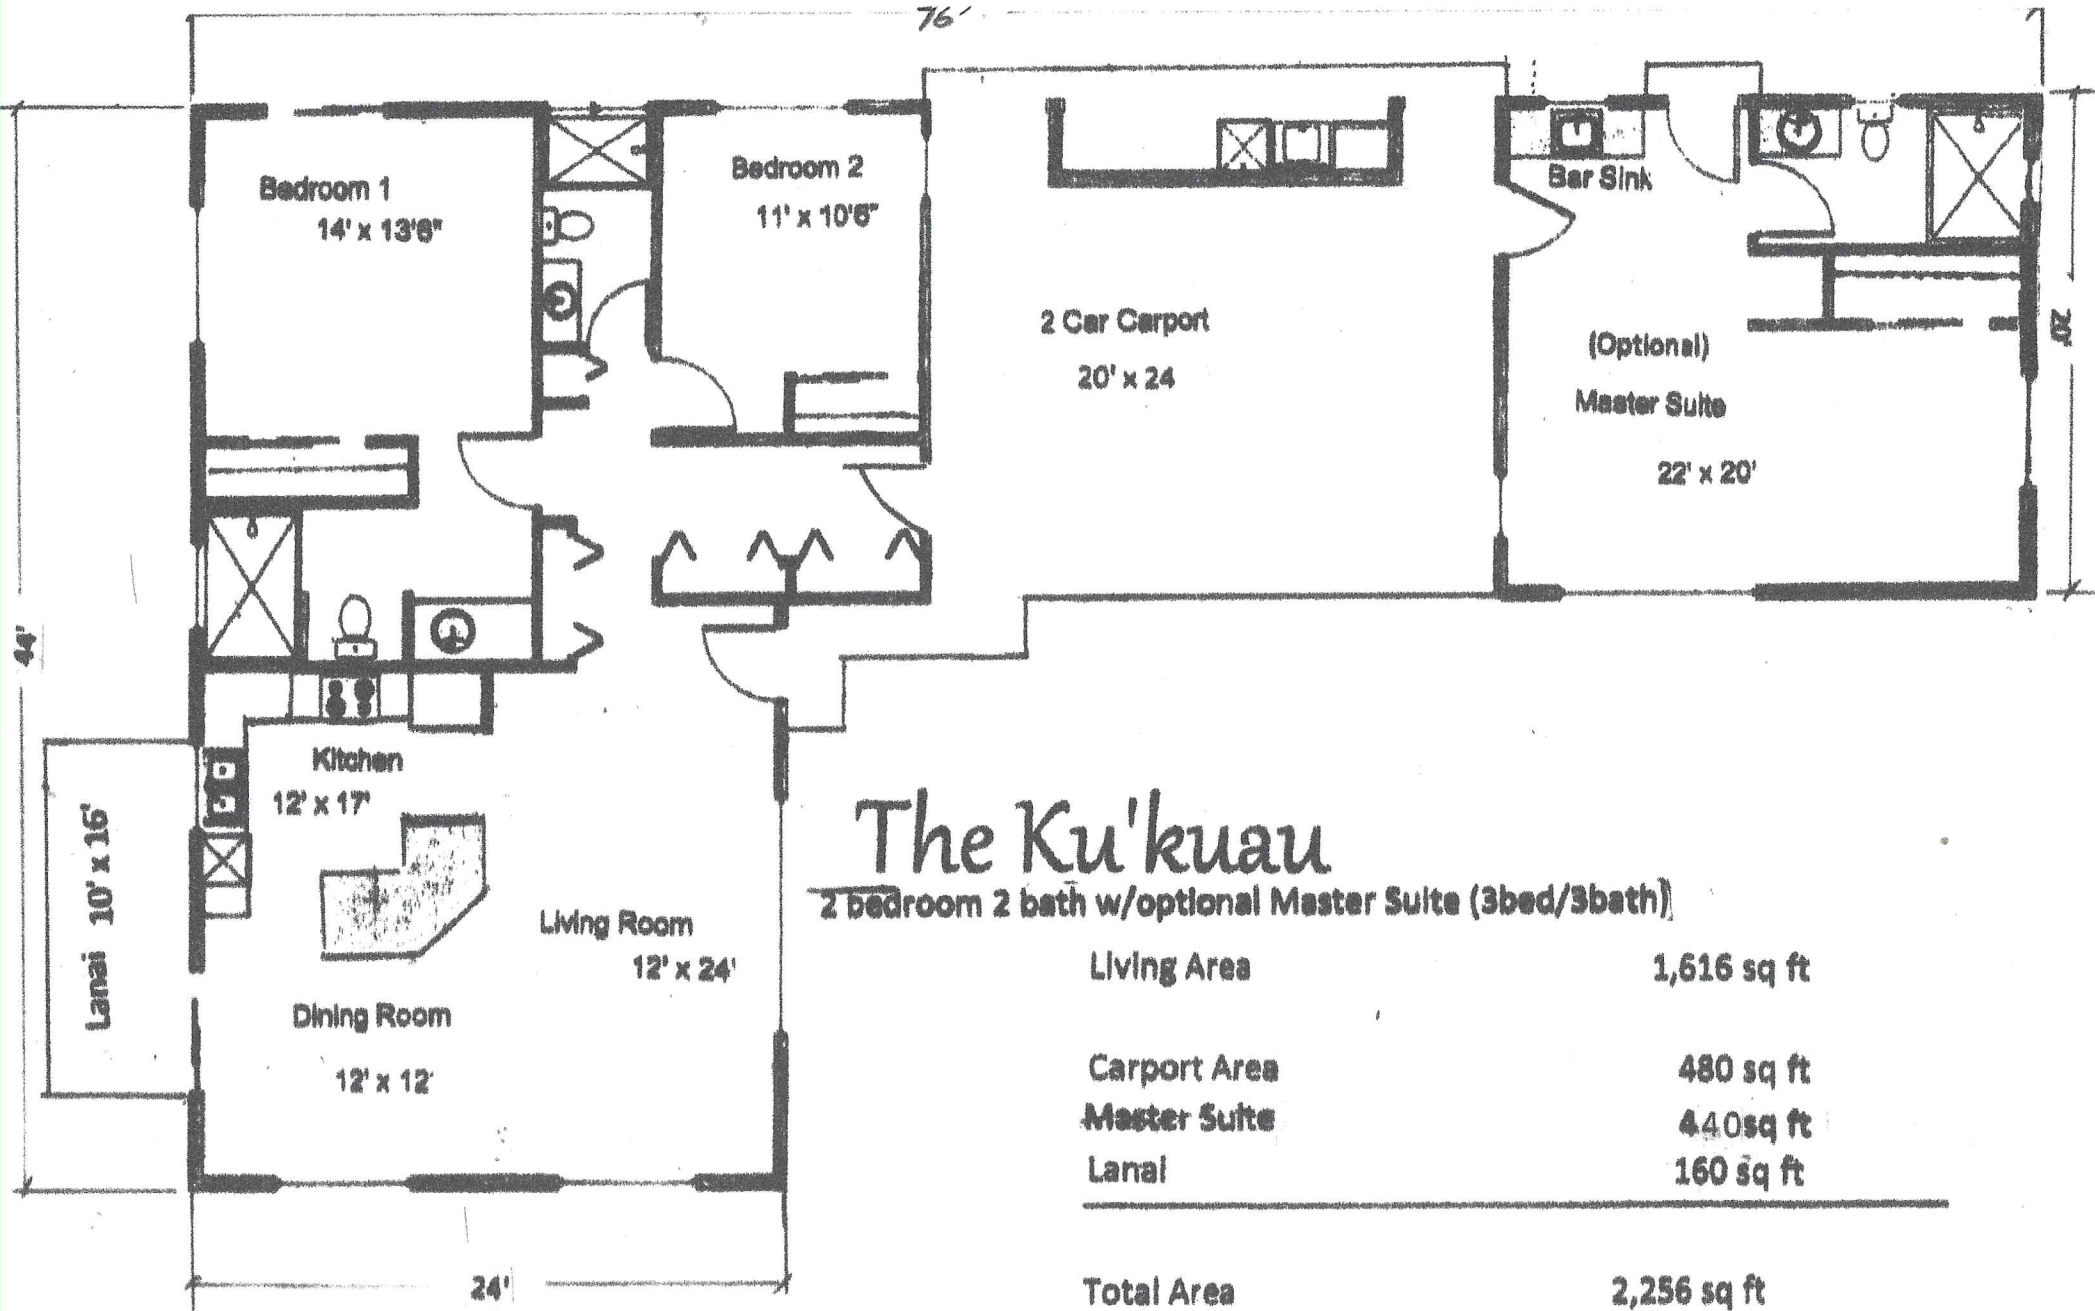 76'
Bedroom 1
14' x 13'6"
Bedroom 2
11' x 10'6"
2 Car Carport
20' x 24
Bar Sink
(Optional)
Master Suite
22' x 20'
20'
44'
Kitchen
12' x 17'
Lanai 10' x 16'
Living Room
12' x 24'
Dining Room
12' x 12'
24'
The Ku'kuau
2 bedroom 2 bath w/optional Master Suite (3bed/3bath)
Living Area 1,616 sq ft
Carport Area 480 sq ft
Master Suite 440sq ft
Lanai 160 sq ft
Total Area 2,256 sq ft